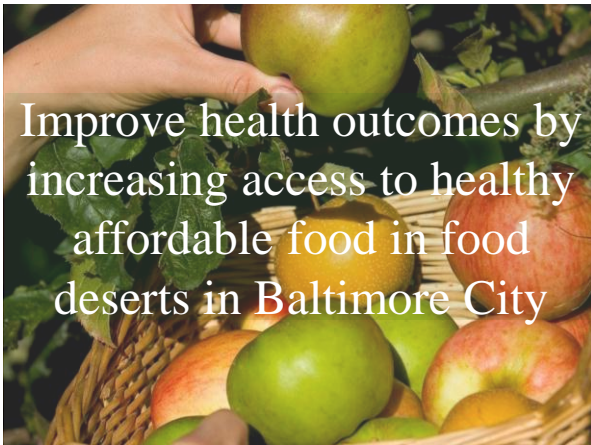 Improve health outcomes by
increasing access to healthy
affordable food in food
deserts in Baltimore City